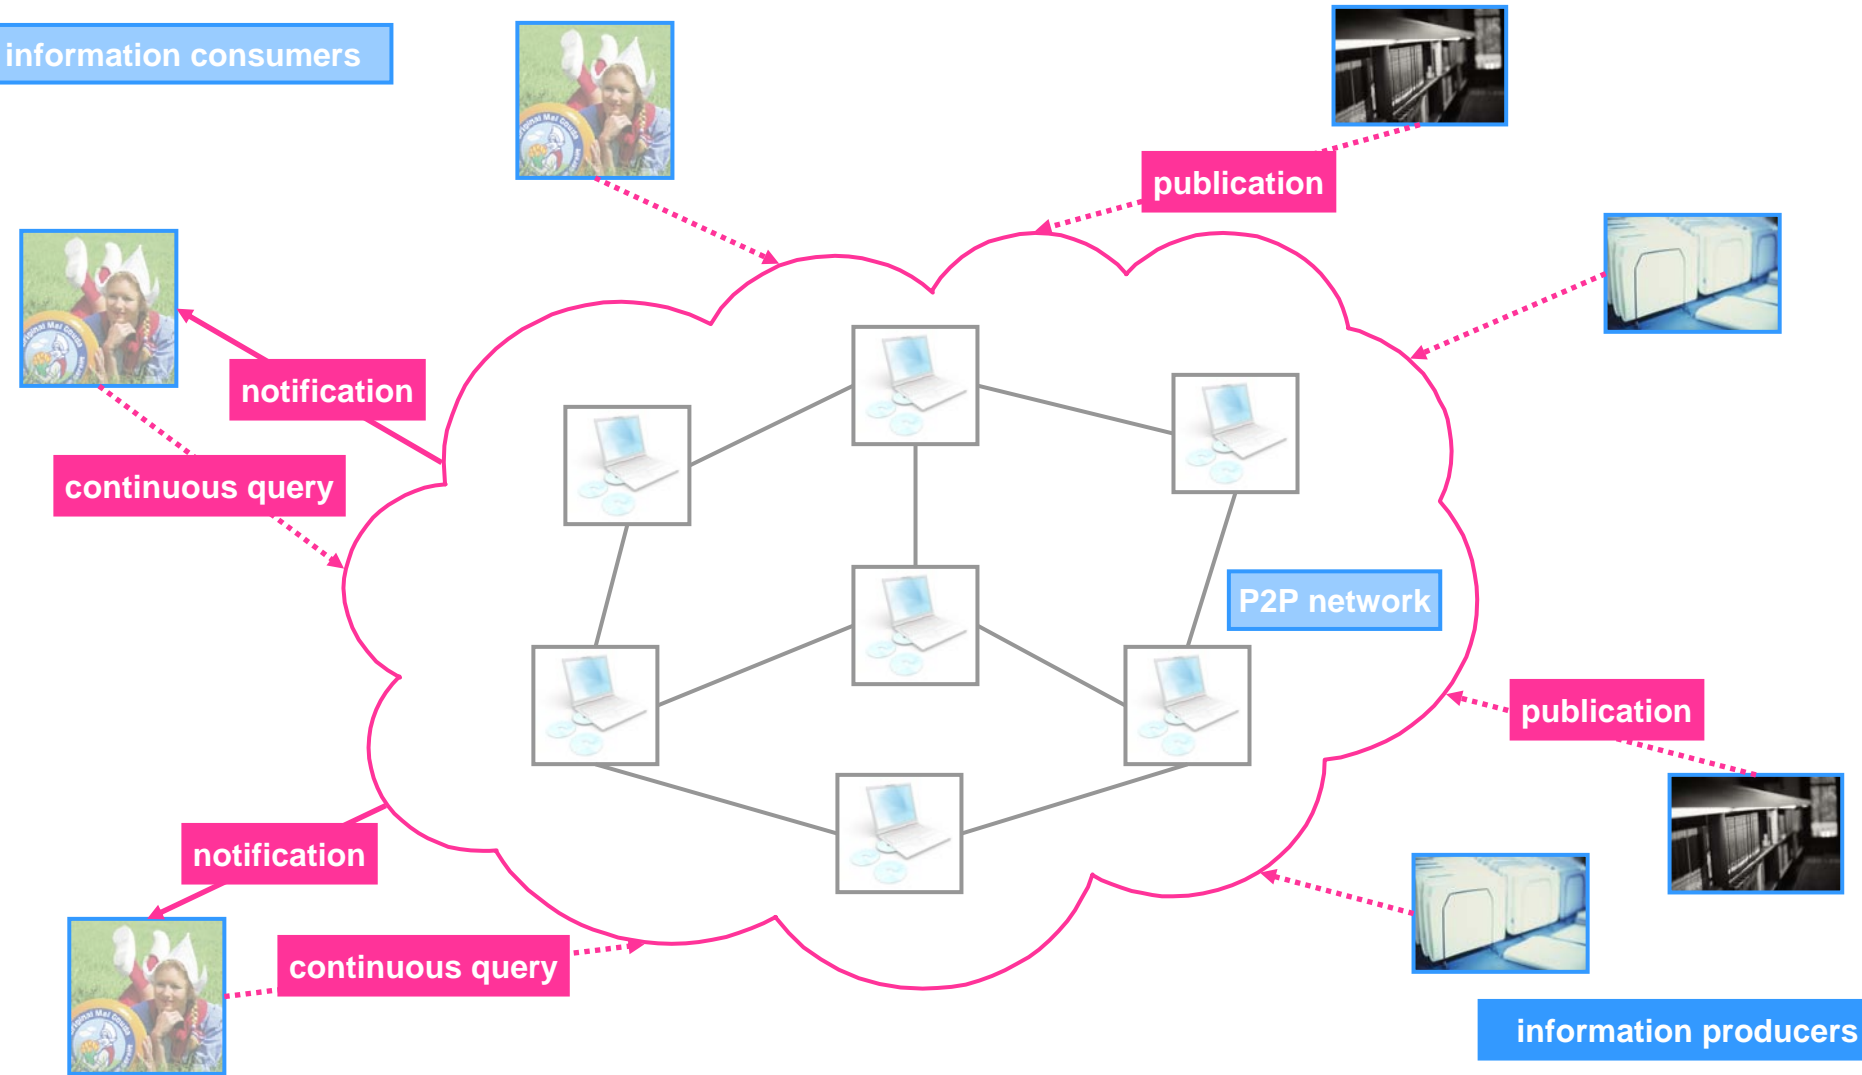 information consumers
publication
notification
continuous query
P2P network
publication
notification
continuous query
information producers